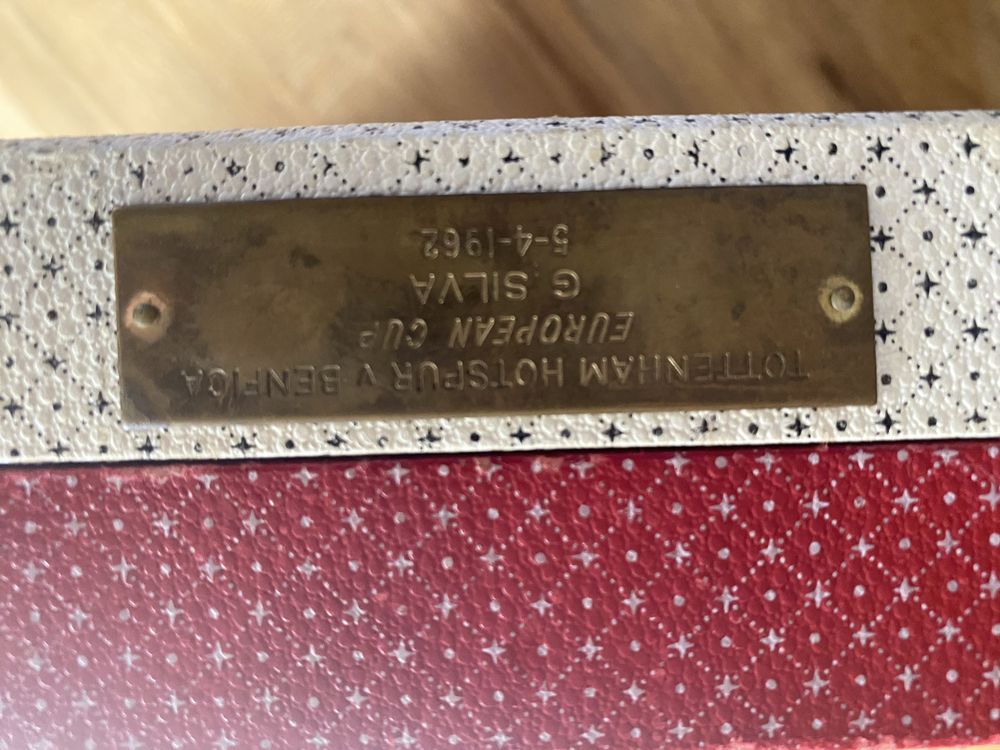 TOTTENHAM HOTSPUR v BENFICA
EUROPEAN CUP
G SILVA
5-4-1962